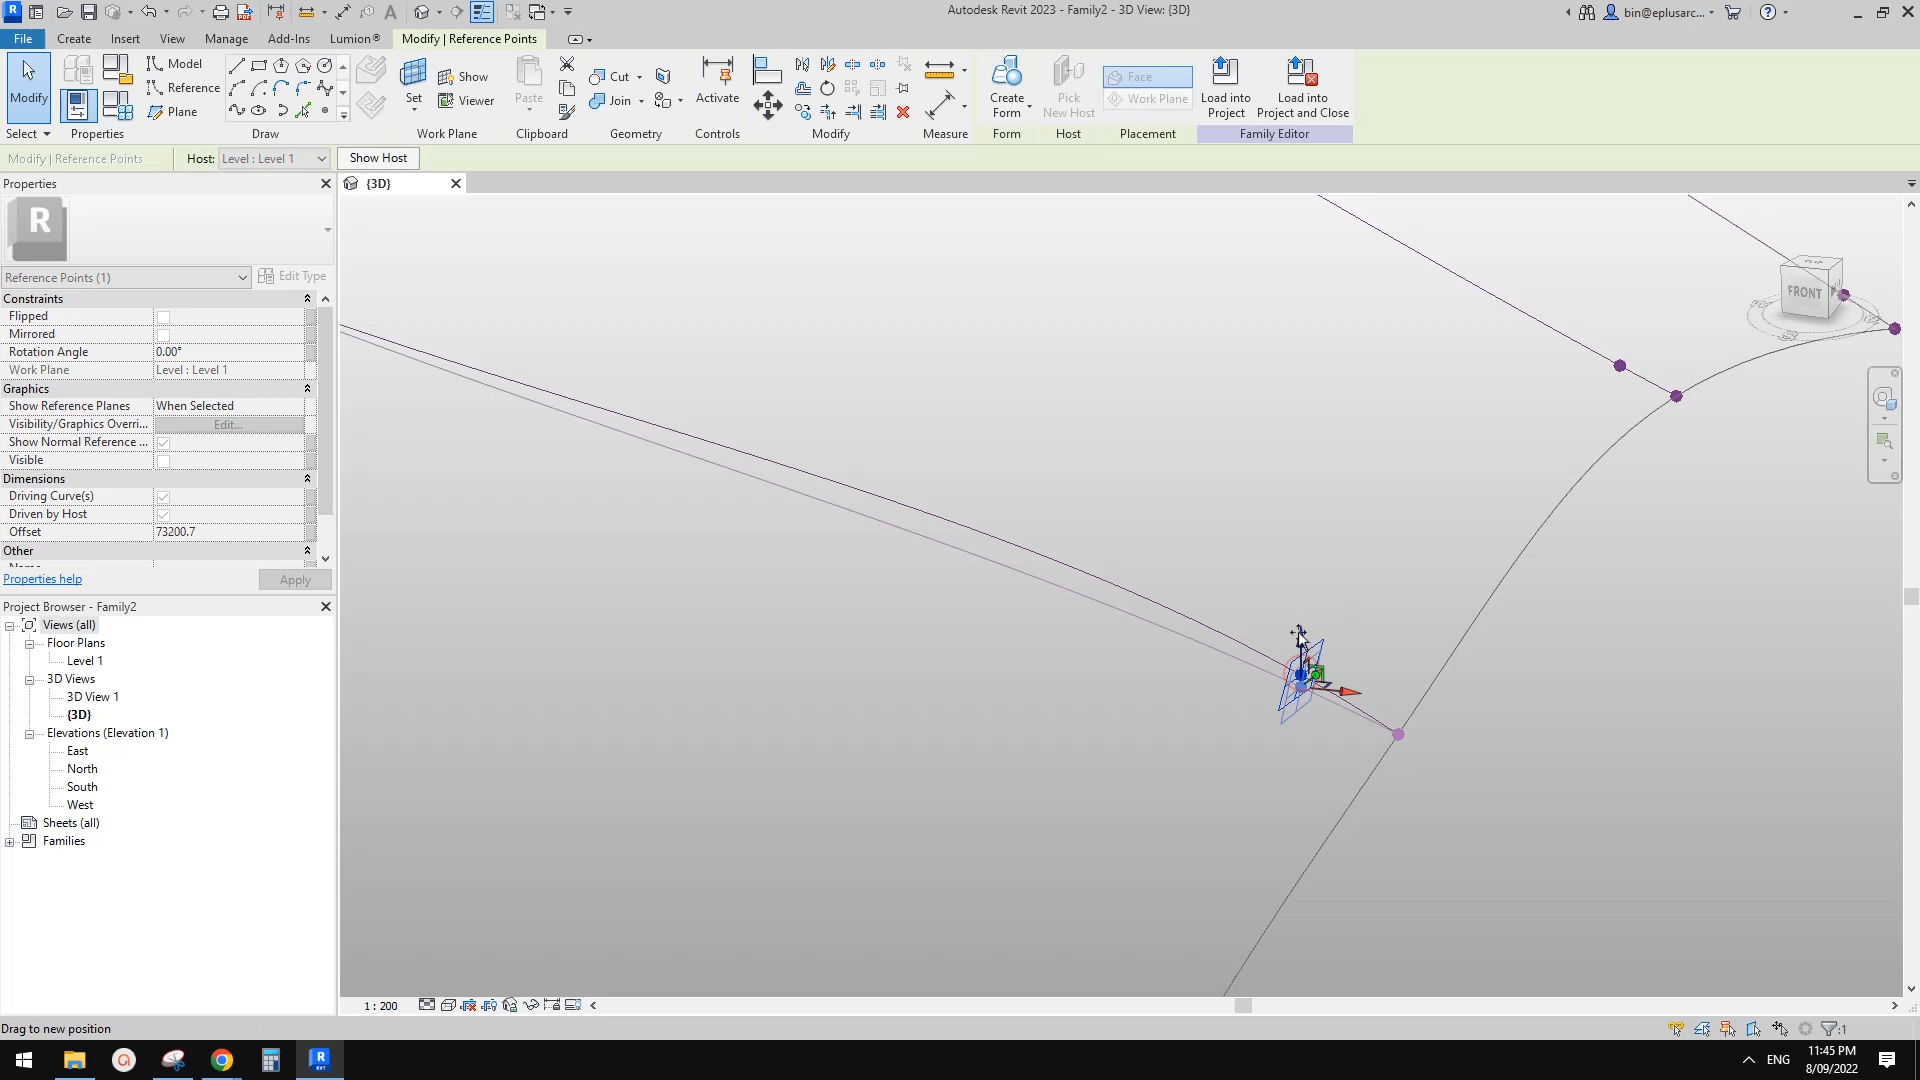 Autodesk Revit 2023 - Family2 - 3D View: {3D}
bin@eplusarc...
File
Create
Insert
View
Manage
Add-Ins
Lumion®
Modify | Reference Points
Modify
Model
Reference
Plane
Set
Show
Viewer
Paste
Cut
Join
Activate
Create
Form
Pick
New Host
Face
Work Plane
Load into
Project
Load into
Project and Close
Select
Properties
Draw
Work Plane
Clipboard
Geometry
Controls
Modify
Measure
Form
Host
Placement
Family Editor
Modify | Reference Points
Host:
Level : Level 1
Show Host
Properties
{3D}
R
Reference Points (1)
Edit Type
Constraints
Flipped
Mirrored
Rotation Angle
0.00°
Work Plane
Level : Level 1
Graphics
Show Reference Planes
When Selected
Visibility/Graphics Overri...
Edit...
Show Normal Reference ...
Visible
Dimensions
Driving Curve(s)
Driven by Host
Offset
73200.7
Other
Properties help
Apply
FRONT
Project Browser - Family2
Views (all)
Floor Plans
Level 1
3D Views
3D View 1
{3D}
Elevations (Elevation 1)
East
North
South
West
Sheets (all)
Families
1 : 200
Drag to new position
:1
ENG
11:45 PM
8/09/2022